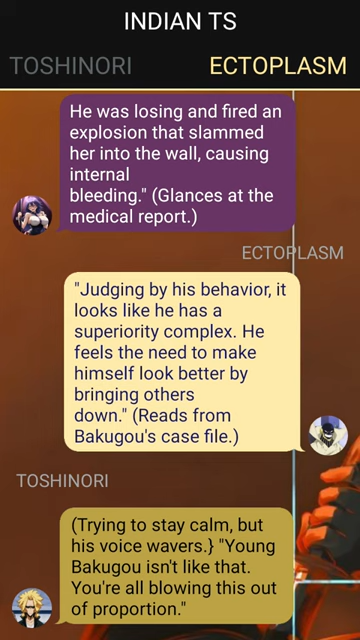 INDIAN TS
TOSHINORI ECTOPLASM
He was losing and fired an
explosion that slammed
her into the wall, causing
internal
bleeding." (Glances at the
medical report.)
ECTOPLASM
"Judging by his behavior, it
looks like he has a
superiority complex. He
feels the need to make
himself look better by
bringing others
down." (Reads from
Bakugou's case file.)
TOSHINORI
(Trying to stay calm, but
his voice wavers.} "Young
Bakugou isn't like that.
You're all blowing this out
of proportion."